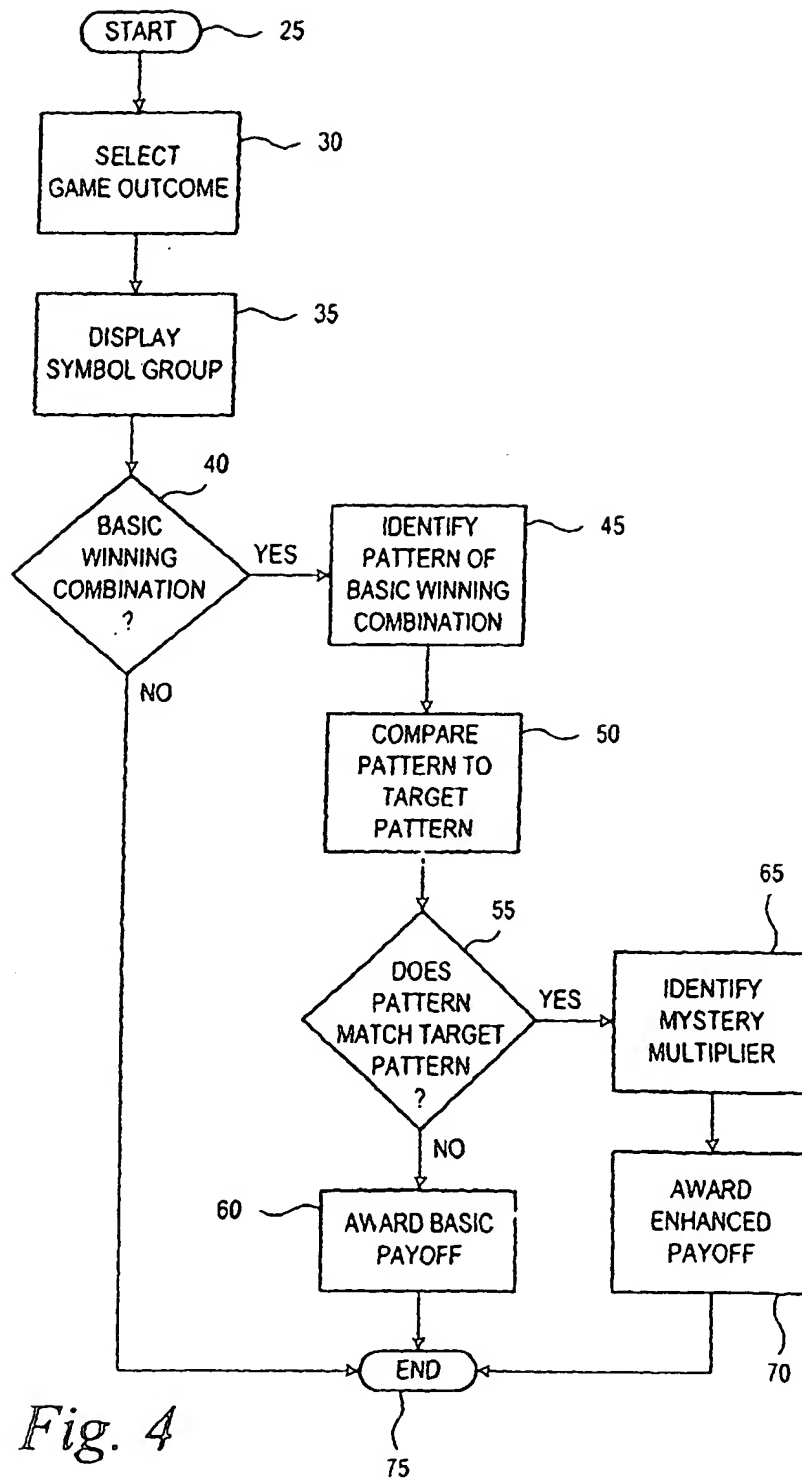 START
25
SELECT
GAME OUTCOME
30
DISPLAY
SYMBOL GROUP
35
BASIC
WINNING
COMBINATION
?
40
YES
NO
IDENTIFY
PATTERN OF
BASIC WINNING
COMBINATION
45
COMPARE
PATTERN TO
TARGET
PATTERN
50
DOES
PATTERN
MATCH TARGET
PATTERN
?
55
YES
NO
IDENTIFY
MYSTERY
MULTIPLIER
65
60
AWARD BASIC
PAYOFF
AWARD
ENHANCED
PAYOFF
70
END
75
Fig. 4